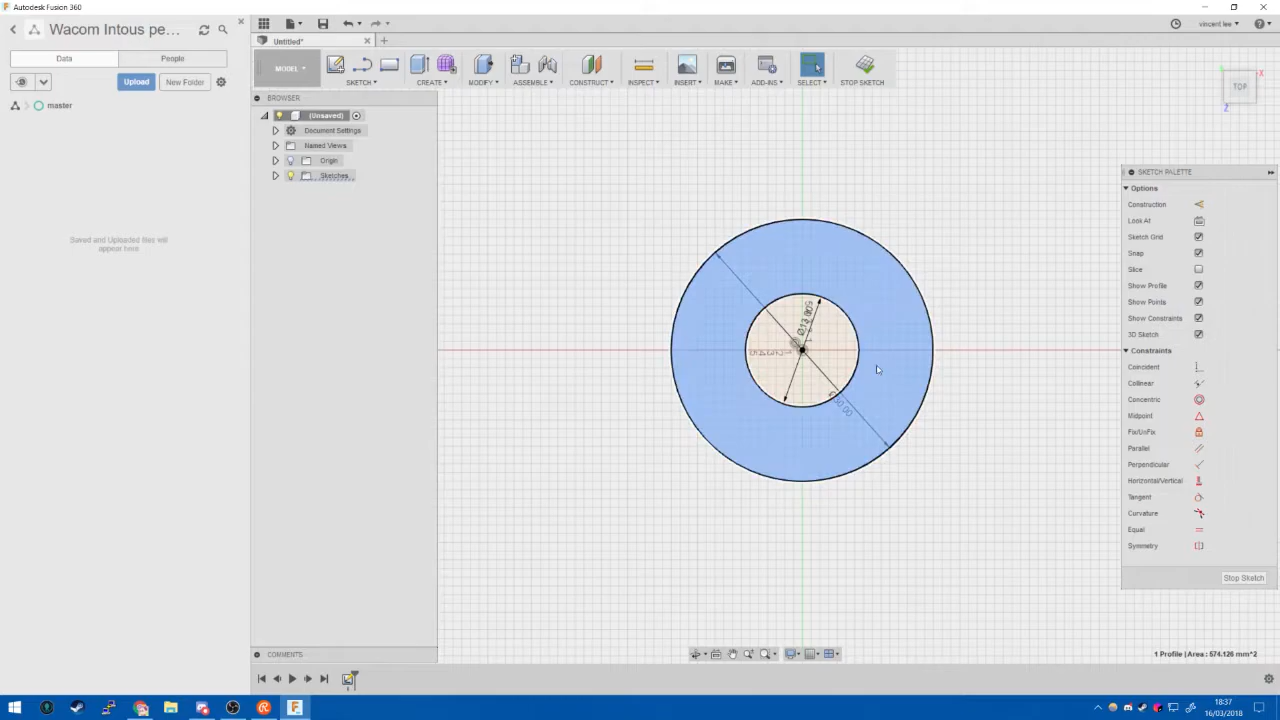 Autodesk Fusion 360
Wacom Intous pe...
Data
People
Upload
New Folder
master
Saved and Uploaded files will
appear here
Untitled*
vincent lee
MODEL
SKETCH
CREATE
MODIFY
ASSEMBLE
CONSTRUCT
INSPECT
INSERT
MAKE
ADD-INS
SELECT
STOP SKETCH
BROWSER
(Unsaved)
Document Settings
Named Views
Origin
Sketches
TOP
X
Z
SKETCH PALETTE
Options
Construction
Look At
Sketch Grid
Snap
Slice
Show Profile
Show Points
Show Constraints
3D Sketch
Constraints
Coincident
Collinear
Concentric
Midpoint
Fix/UnFix
Parallel
Perpendicular
Horizontal/Vertical
Tangent
Curvature
Equal
Symmetry
Stop Sketch
COMMENTS
1 Profile | Area : 574.126 mm^2
18:37
16/03/2018